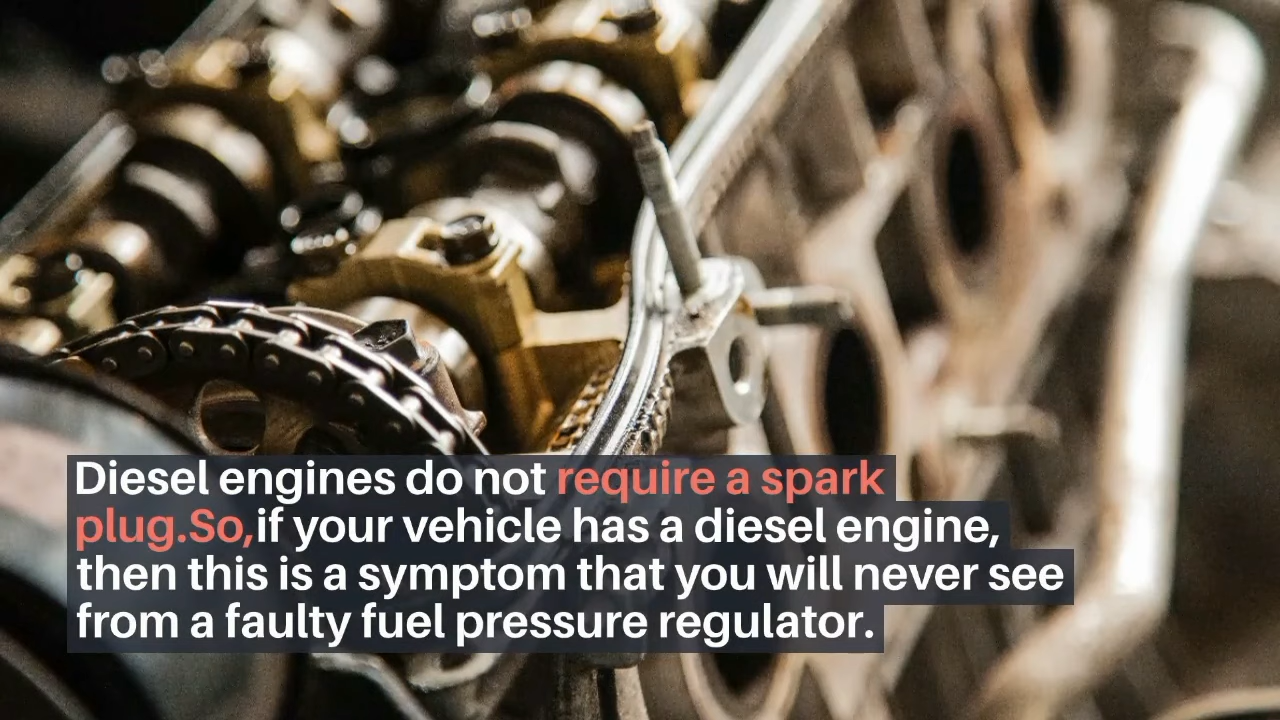 Diesel engines do not require a spark
plug.So,if your vehicle has a diesel engine,
then this is a symptom that you will never see
from a faulty fuel pressure regulator.